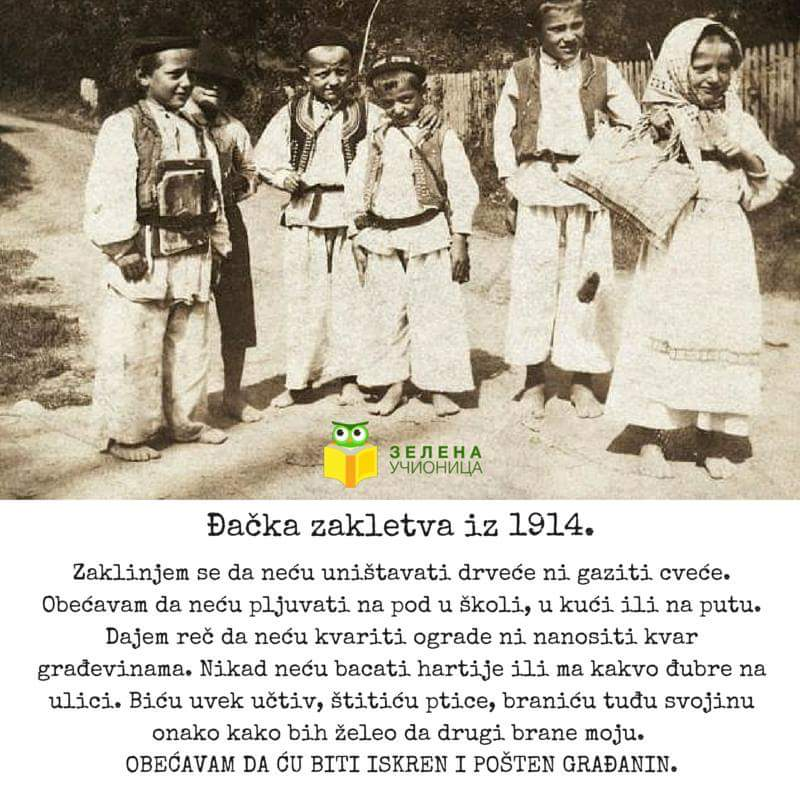 ЗЕЛЕНА
УЧИОНИЦА
Đačka zakletva iz 1914.
Zaklinjem se da neću uništavati drveće ni gaziti cveće.
Obećavam da neću pljuvati na pod u školi, u kući ili na putu.
Dajem reč da neću kvariti ograde ni nanositi kvar
građevinama. Nikad neću bacati hartije ili ma kakvo đubre na
ulici. Biću uvek učtiv, štitiću ptice, braniću tuđu svojinu
onako kako bih želeo da drugi brane moju.
OBEĆAVAM DA ĆU BITI ISKREN I POŠTEN GRAĐANIN.